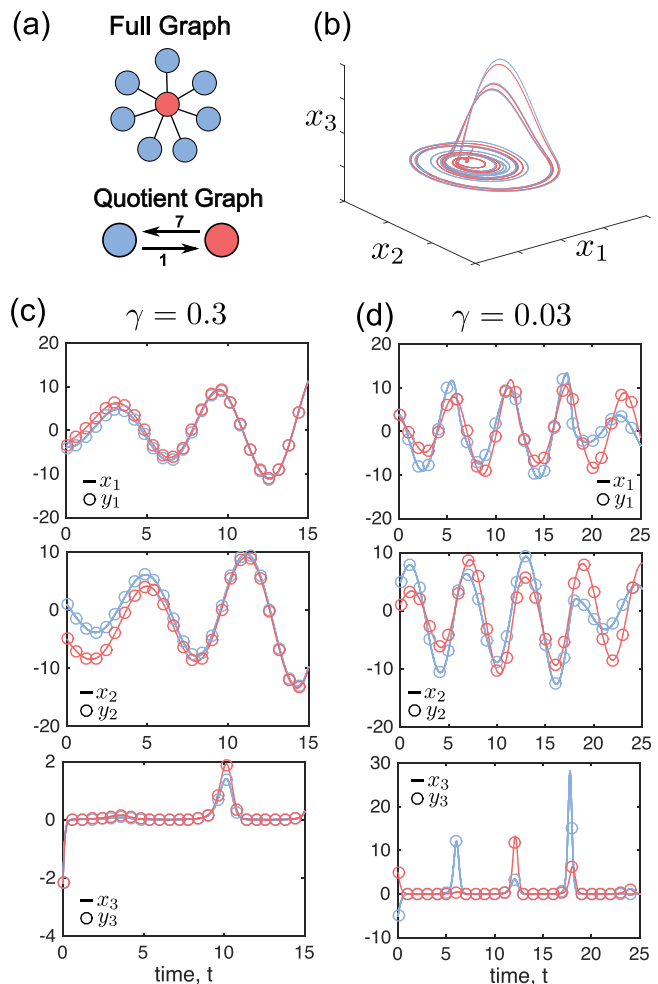 (a)
Full Graph
Quotient Graph
7
1
(b)
x₃
x₂
x₁
(c)
γ = 0.3
20
10
0
-10
-20
x₁
y₁
0 5 10 15
10
0
-10
-20
x₂
y₂
0 5 10 15
2
0
-2
-4
x₃
y₃
0 5 10 15
time, t
(d)
γ = 0.03
20
10
0
-10
-20
x₁
y₁
0 5 10 15 20 25
10
0
-10
-20
x₂
y₂
0 5 10 15 20 25
30
20
10
0
-10
x₃
y₃
0 5 10 15 20 25
time, t